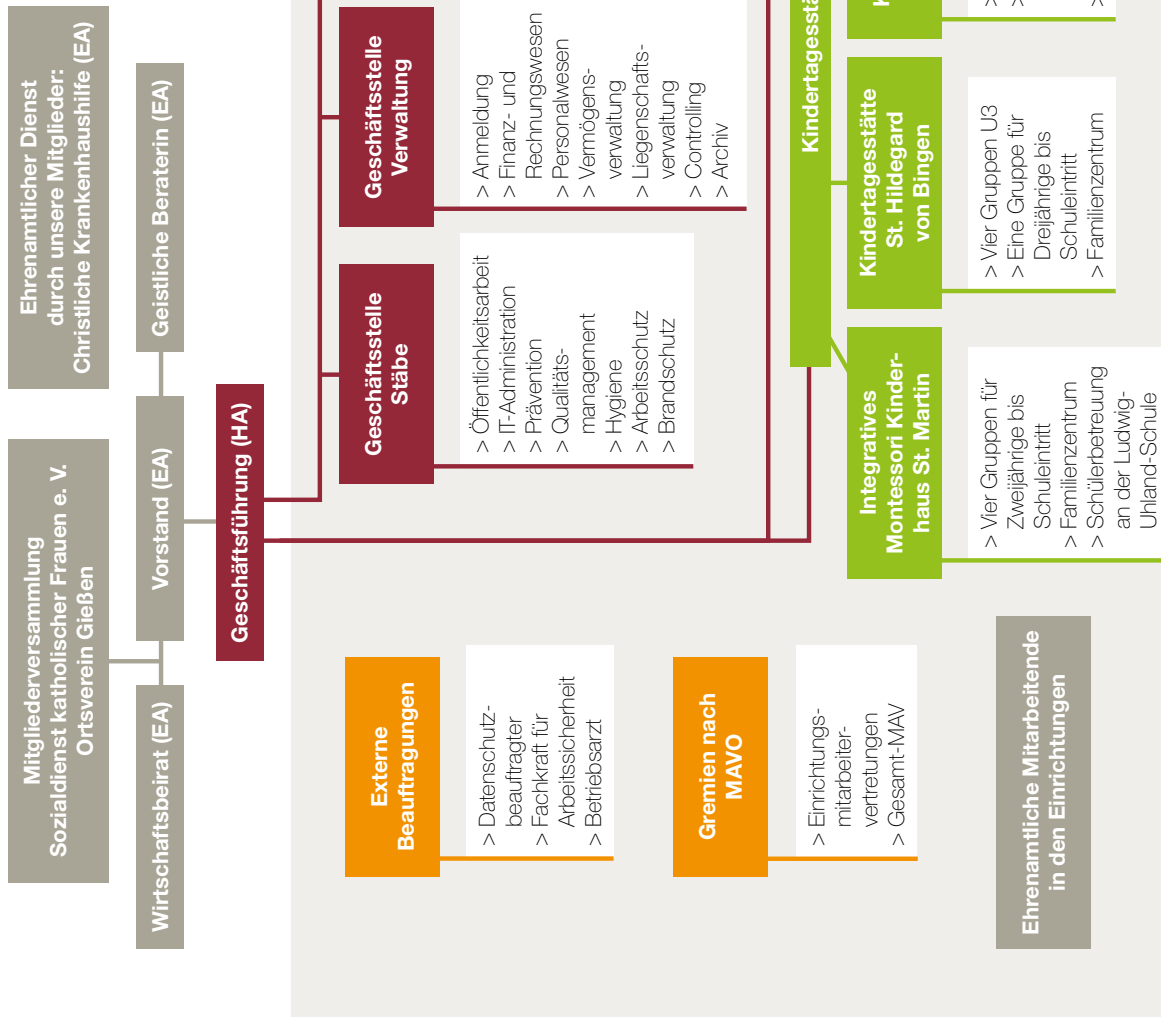 Mitgliederversammlung
Sozialdienst katholischer Frauen e. V.
Ortsverein Gießen
Ehrenamtlicher Dienst
durch unsere Mitglieder:
Christliche Krankenhaushilfe (EA)
Wirtschaftsbeirat (EA)
Vorstand (EA)
Geistliche Beraterin (EA)
Geschäftsführung (HA)
Externe
Beauftragungen
> Datenschutz-
beauftragter
> Fachkraft für
Arbeitssicherheit
> Betriebsarzt
Geschäftsstelle
Stäbe
> Öffentlichkeitsarbeit
> IT-Administration
> Prävention
> Qualitäts-
management
> Hygiene
> Arbeitsschutz
> Brandschutz
Geschäftsstelle
Verwaltung
> Anmeldung
> Finanz- und
Rechnungswesen
> Personalwesen
> Vermögens-
verwaltung
> Liegenschafts-
verwaltung
> Controlling
> Archiv
Gremien nach
MAVO
> Einrichtungs-
mitarbeiter-
vertretungen
> Gesamt-MAV
Kindertagesstä
Integratives
Montessori Kinder-
haus St. Martin
> Vier Gruppen für
Zweijährige bis
Schuleintritt
> Familienzentrum
> Schülerbetreuung
an der Ludwig-
Uhland-Schule
Kindertagesstätte
St. Hildegard
von Bingen
> Vier Gruppen U3
> Eine Gruppe für
Dreijährige bis
Schuleintritt
> Familienzentrum
K
>
>
>
Ehrenamtliche Mitarbeitende
in den Einrichtungen